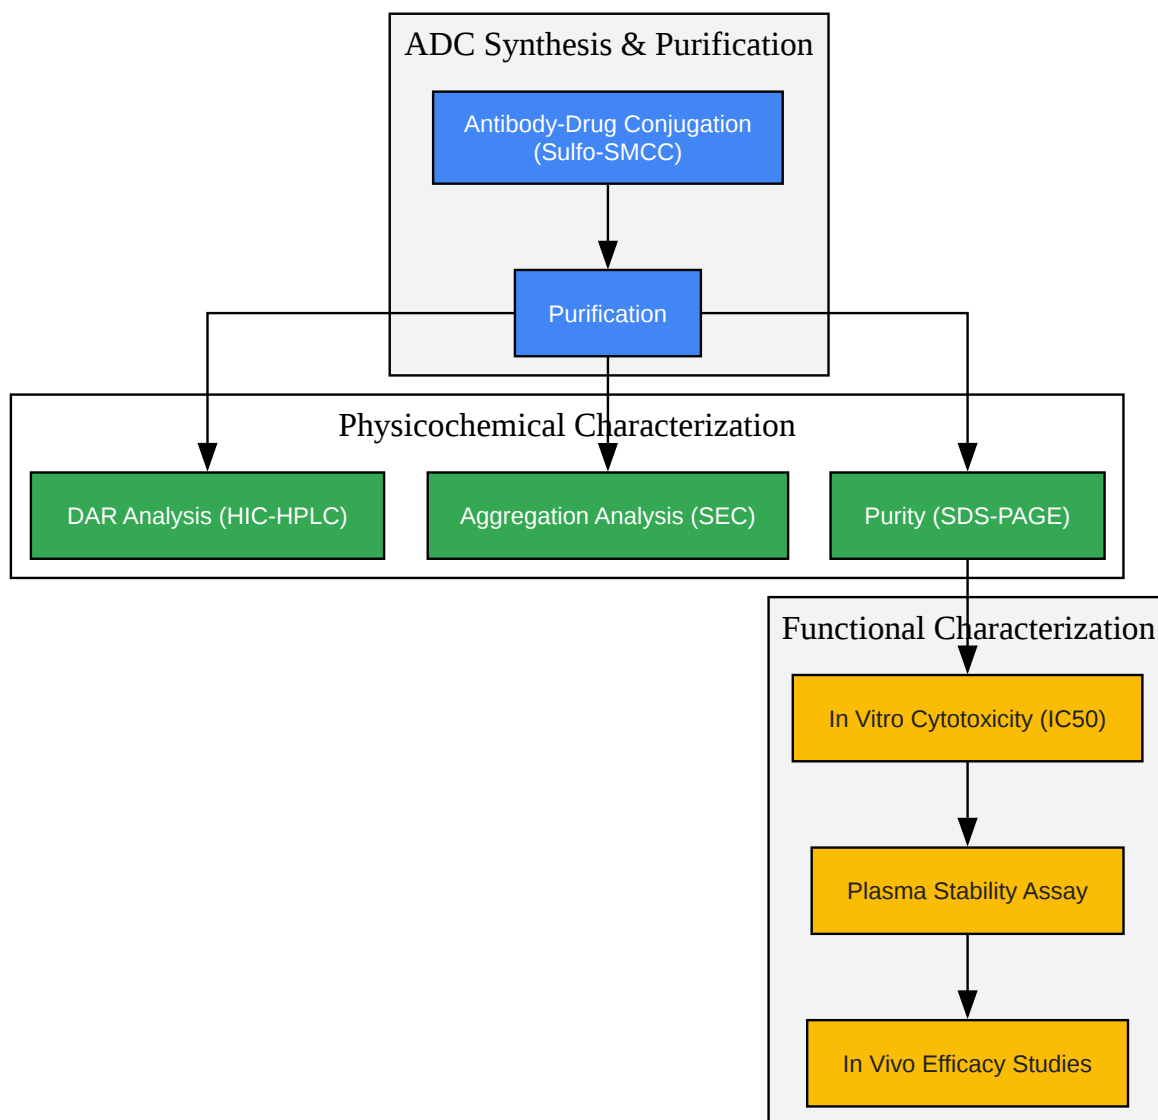 ADC Synthesis & Purification
Antibody-Drug Conjugation
(Sulfo-SMCC)
Purification
Physicochemical Characterization
DAR Analysis (HIC-HPLC)
Aggregation Analysis (SEC)
Purity (SDS-PAGE)
Functional Characterization
In Vitro Cytotoxicity (IC50)
Plasma Stability Assay
In Vivo Efficacy Studies